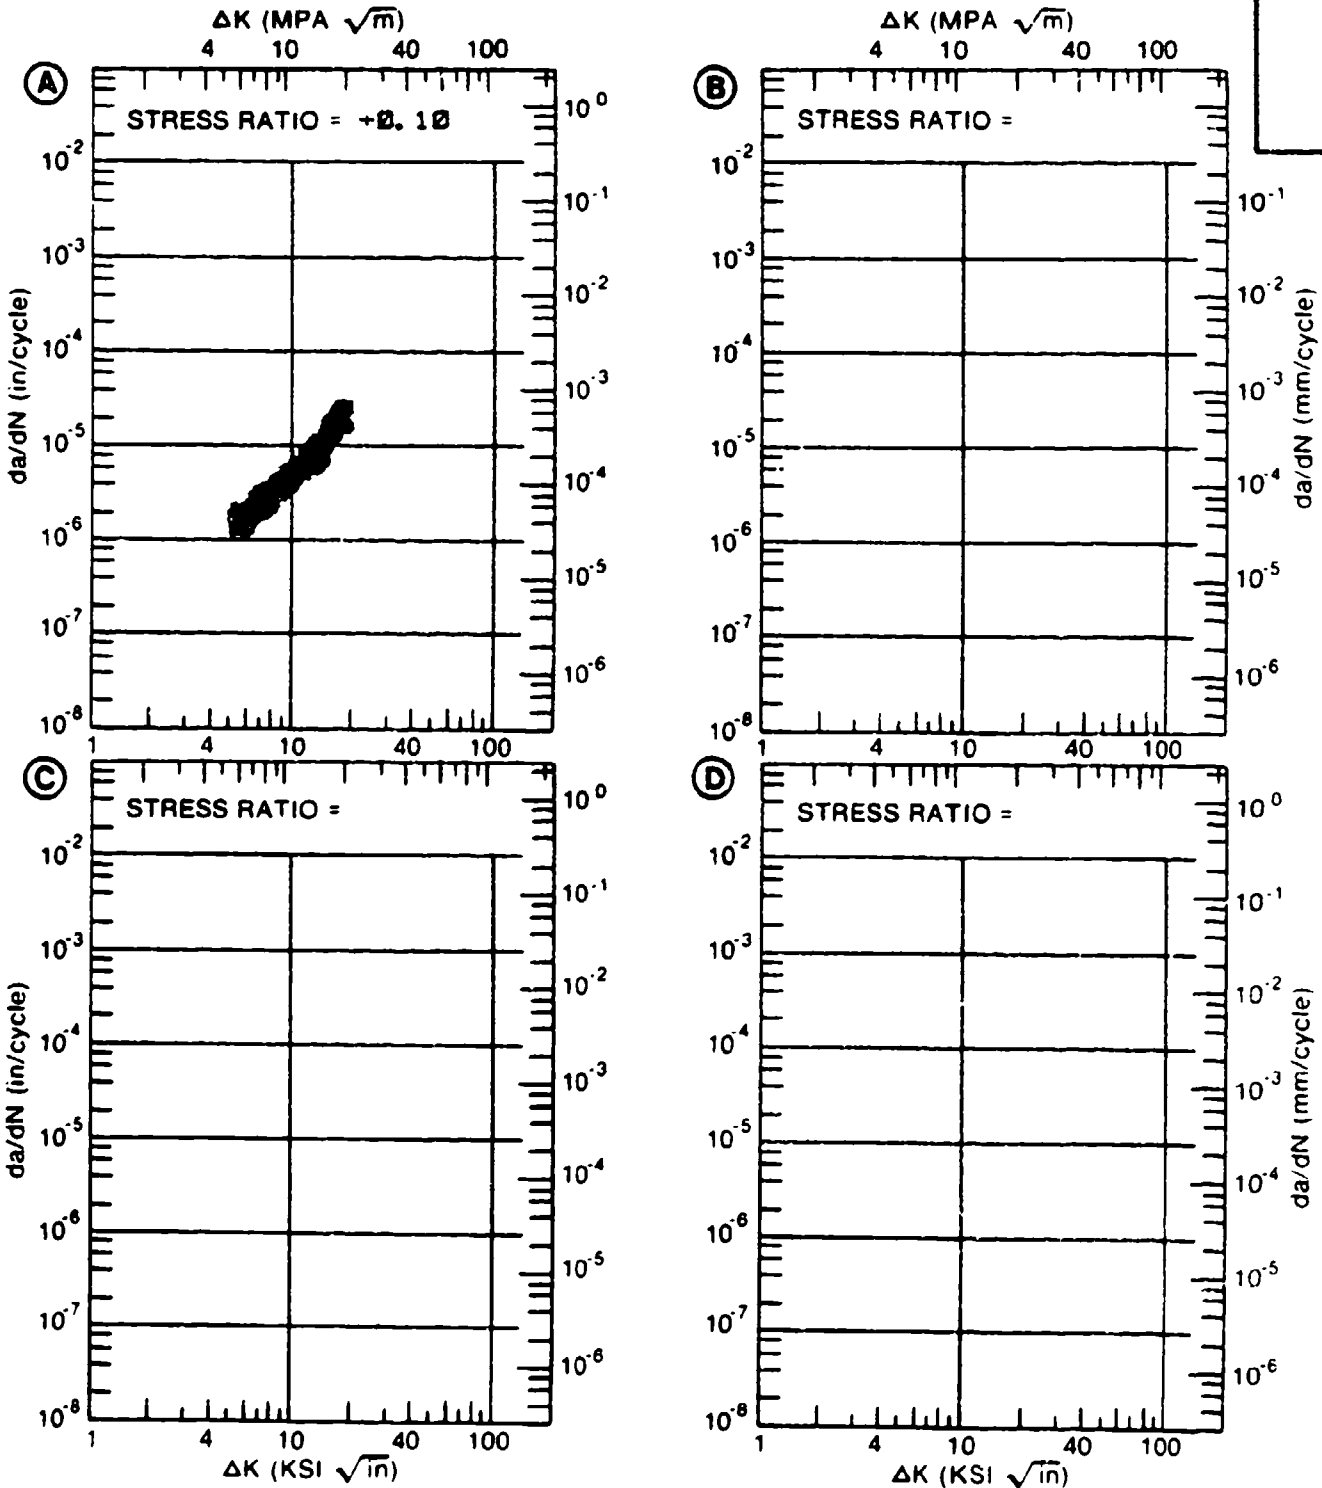 ΔK (MPA √m)
4 10 40 100
A
STRESS RATIO = +0.10
10⁻²
10⁻³
10⁻⁴
10⁻⁵
10⁻⁶
10⁻⁷
10⁻⁸
da/dN (in/cycle)
10⁰
10⁻¹
10⁻²
10⁻³
10⁻⁴
10⁻⁵
10⁻⁶
1 4 10 40 100
ΔK (MPA √m)
4 10 40 100
B
STRESS RATIO =
10⁻²
10⁻³
10⁻⁴
10⁻⁵
10⁻⁶
10⁻⁷
10⁻⁸
10⁻¹
10⁻²
10⁻³
10⁻⁴
10⁻⁵
10⁻⁶
da/dN (mm/cycle)
1 4 10 40 100
C
STRESS RATIO =
10⁻²
10⁻³
10⁻⁴
10⁻⁵
10⁻⁶
10⁻⁷
10⁻⁸
da/dN (in/cycle)
10⁰
10⁻¹
10⁻²
10⁻³
10⁻⁴
10⁻⁵
10⁻⁶
1 4 10 40 100
ΔK (KSI √in)
D
STRESS RATIO =
10⁻²
10⁻³
10⁻⁴
10⁻⁵
10⁻⁶
10⁻⁷
10⁻⁸
10⁰
10⁻¹
10⁻²
10⁻³
10⁻⁴
10⁻⁵
10⁻⁶
da/dN (mm/cycle)
1 4 10 40 100
ΔK (KSI √in)